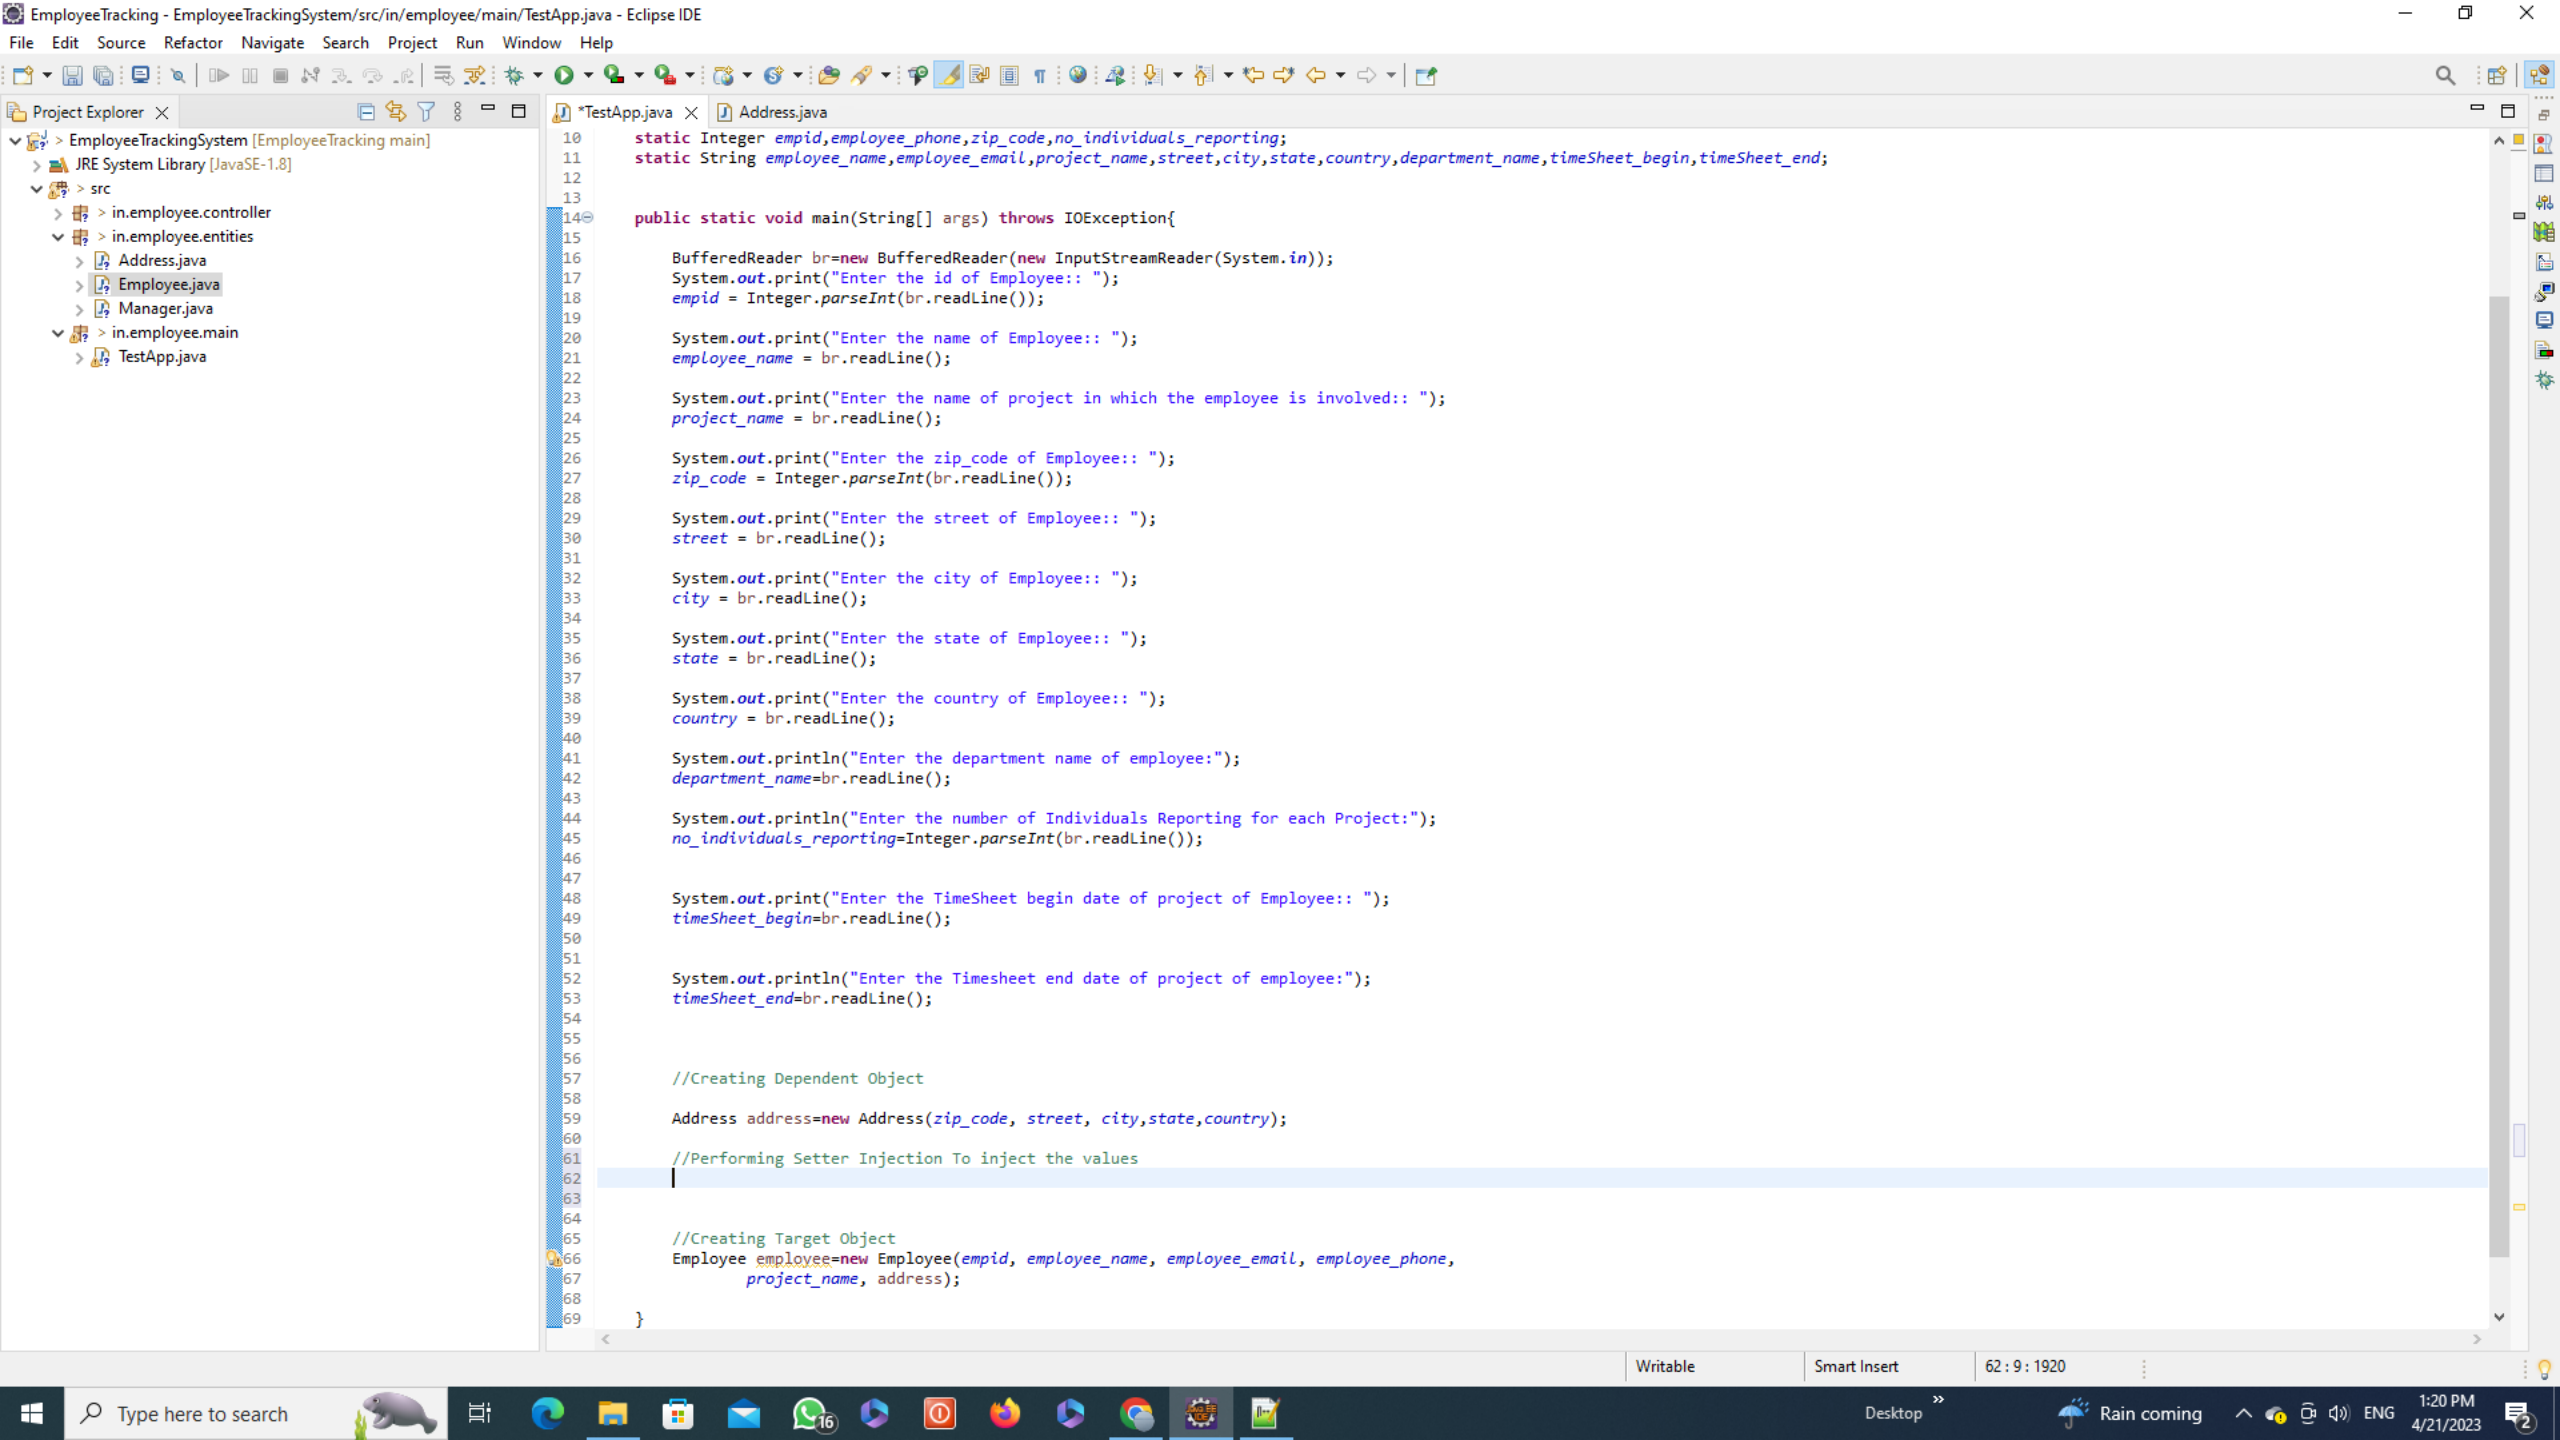 EmployeeTracking - EmployeeTrackingSystem/src/in/employee/main/TestApp.java - Eclipse IDE
File Edit Source Refactor Navigate Search Project Run Window Help
Project Explorer
> EmployeeTrackingSystem [EmployeeTracking main]
JRE System Library [JavaSE-1.8]
> src
> in.employee.controller
> in.employee.entities
Address.java
Employee.java
Manager.java
> in.employee.main
TestApp.java
*TestApp.java Address.java
10 static Integer empid,employee_phone,zip_code,no_individuals_reporting;
11 static String employee_name,employee_email,project_name,street,city,state,country,department_name,timeSheet_begin,timeSheet_end;
12
13
14 public static void main(String[] args) throws IOException{
15
16 BufferedReader br=new BufferedReader(new InputStreamReader(System.in));
17 System.out.print("Enter the id of Employee:: ");
18 empid = Integer.parseInt(br.readLine());
19
20 System.out.print("Enter the name of Employee:: ");
21 employee_name = br.readLine();
22
23 System.out.print("Enter the name of project in which the employee is involved:: ");
24 project_name = br.readLine();
25
26 System.out.print("Enter the zip_code of Employee:: ");
27 zip_code = Integer.parseInt(br.readLine());
28
29 System.out.print("Enter the street of Employee:: ");
30 street = br.readLine();
31
32 System.out.print("Enter the city of Employee:: ");
33 city = br.readLine();
34
35 System.out.print("Enter the state of Employee:: ");
36 state = br.readLine();
37
38 System.out.print("Enter the country of Employee:: ");
39 country = br.readLine();
40
41 System.out.println("Enter the department name of employee:");
42 department_name=br.readLine();
43
44 System.out.println("Enter the number of Individuals Reporting for each Project:");
45 no_individuals_reporting=Integer.parseInt(br.readLine());
46
47
48 System.out.print("Enter the TimeSheet begin date of project of Employee:: ");
49 timeSheet_begin=br.readLine();
50
51
52 System.out.println("Enter the Timesheet end date of project of employee:");
53 timeSheet_end=br.readLine();
54
55
56
57 //Creating Dependent Object
58
59 Address address=new Address(zip_code, street, city,state,country);
60
61 //Performing Setter Injection To inject the values
62
63
64
65 //Creating Target Object
66 Employee employee=new Employee(empid, employee_name, employee_email, employee_phone,
67 project_name, address);
68
69 }
Writable Smart Insert 62 : 9 : 1920
Type here to search 16 Desktop Rain coming ENG 1:20 PM 2
4/21/2023